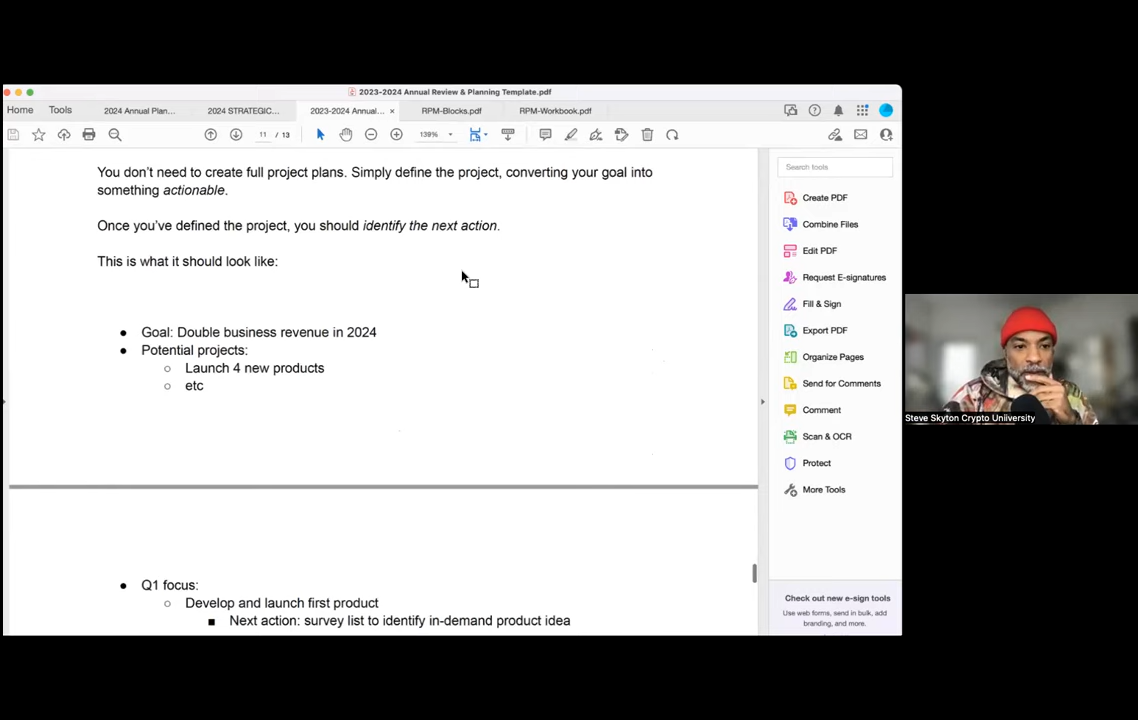 2023-2024 Annual Review & Planning Template.pdf
Home
Tools
2024 Annual Plan...
2024 STRATEGIC...
2023-2024 Annual... ×
RPM-Blocks.pdf
RPM-Workbook.pdf
11 / 13
139%
You don't need to create full project plans. Simply define the project, converting your goal into
something actionable.
Once you've defined the project, you should identify the next action.
This is what it should look like:
● Goal: Double business revenue in 2024
● Potential projects:
○ Launch 4 new products
○ etc
● Q1 focus:
○ Develop and launch first product
■ Next action: survey list to identify in-demand product idea
Search tools
Create PDF
Combine Files
Edit PDF
Request E-signatures
Fill & Sign
Export PDF
Organize Pages
Send for Comments
Comment
Scan & OCR
Protect
More Tools
Check out new e-sign tools
Use web forms, send in bulk, add
branding, and more.
Steve Skyton Crypto Uniiversity